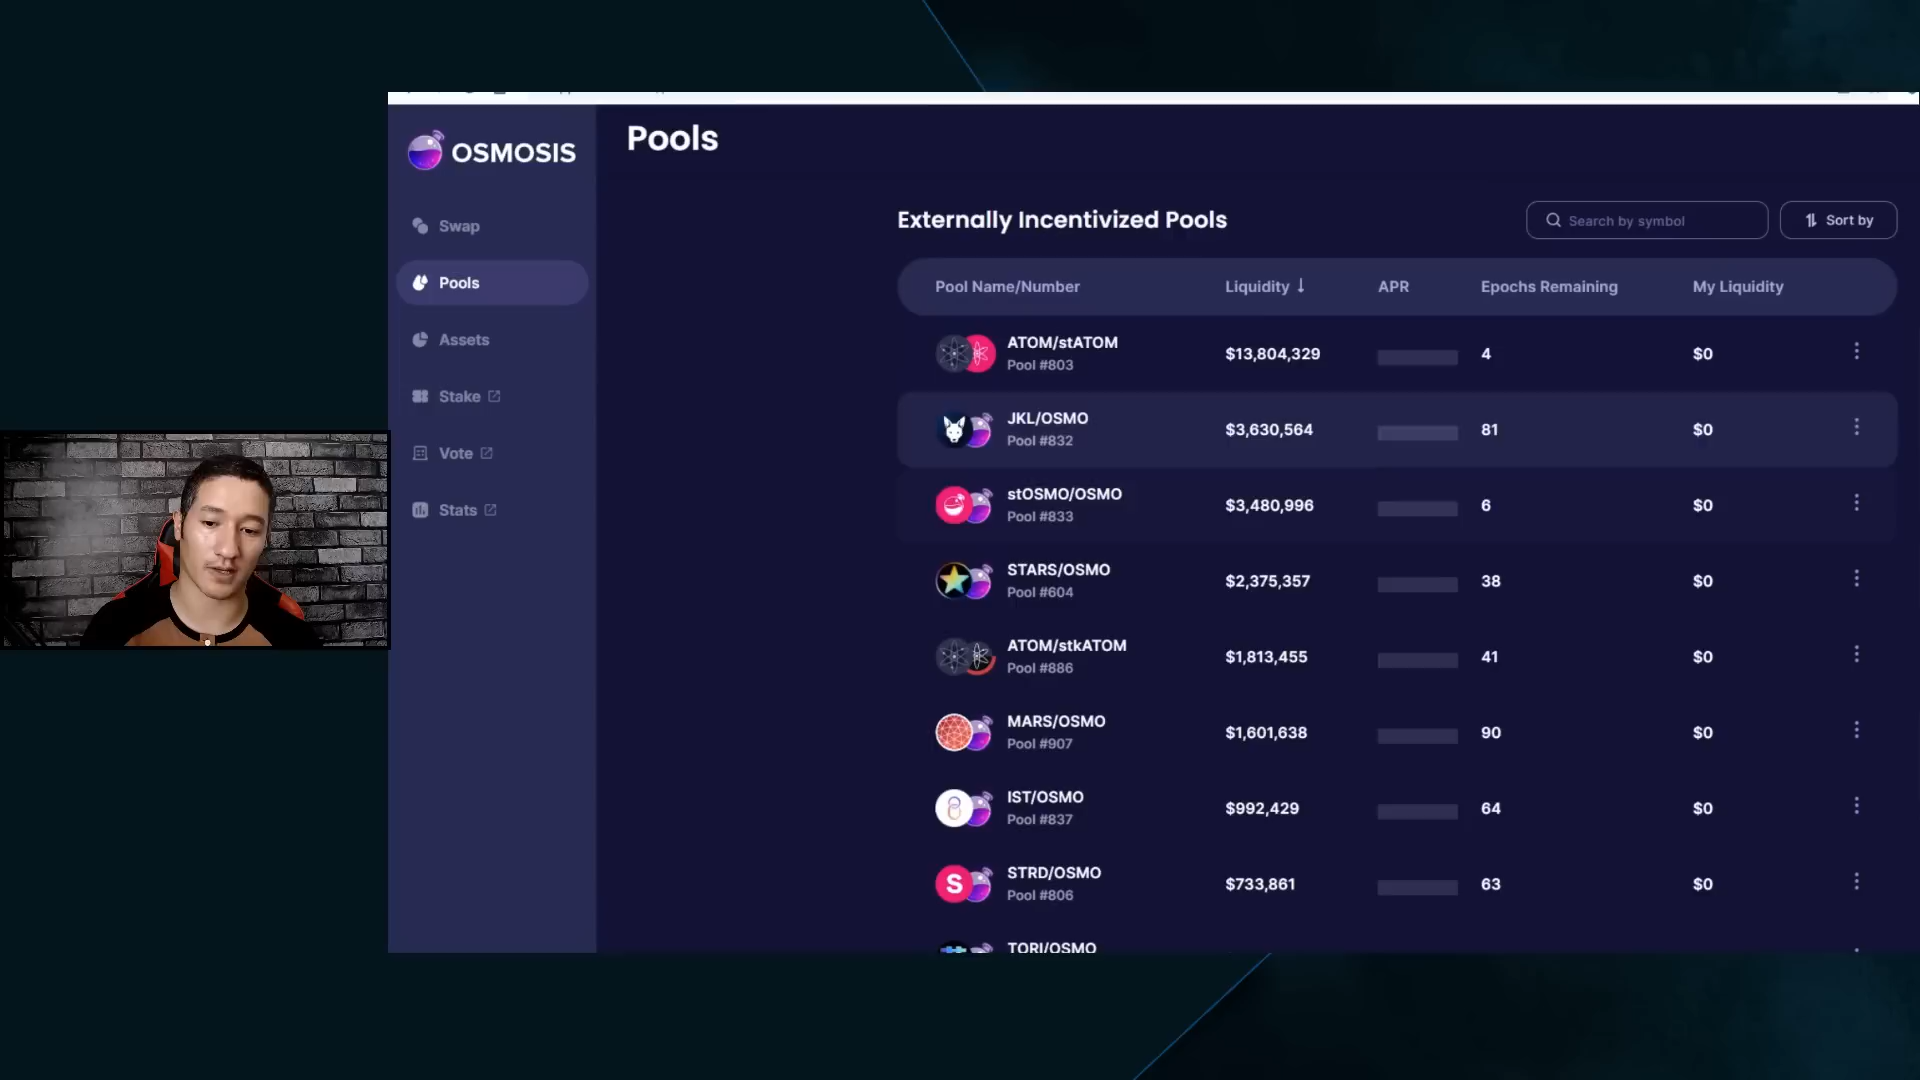 OSMOSIS
Swap
Pools
Assets
Stake
Vote
Stats
Pools
Externally Incentivized Pools
Search by symbol
Sort by
Pool Name/Number Liquidity ↓ APR Epochs Remaining My Liquidity
ATOM/stATOM
Pool #803
$13,804,329 4 $0
JKL/OSMO
Pool #832
$3,630,564 81 $0
stOSMO/OSMO
Pool #833
$3,480,996 6 $0
STARS/OSMO
Pool #604
$2,375,357 38 $0
ATOM/stkATOM
Pool #886
$1,813,455 41 $0
MARS/OSMO
Pool #907
$1,601,638 90 $0
IST/OSMO
Pool #837
$992,429 64 $0
S
STRD/OSMO
Pool #806
$733,861 63 $0
TORI/OSMO